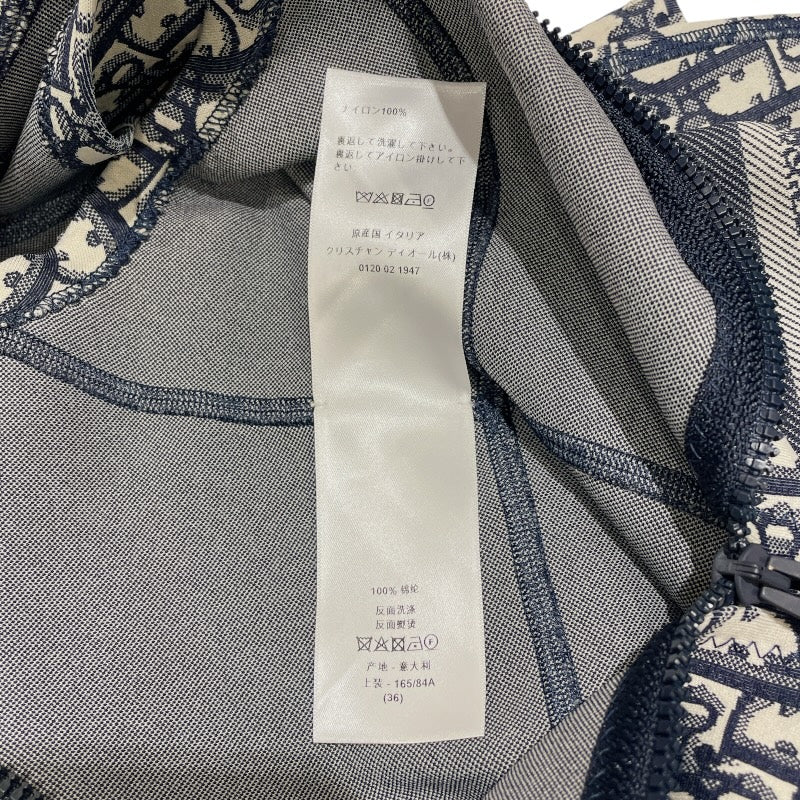 ナイロン100%
裏返して洗濯して下さい。
裏返してアイロン掛けして下
さい
原産国 イタリア
クリスチャン ディオール(株)
0120 02 1947
100% 锦纶
反面洗涤
反面熨烫
F
产地 - 意大利
上装 - 165/84A
(36)